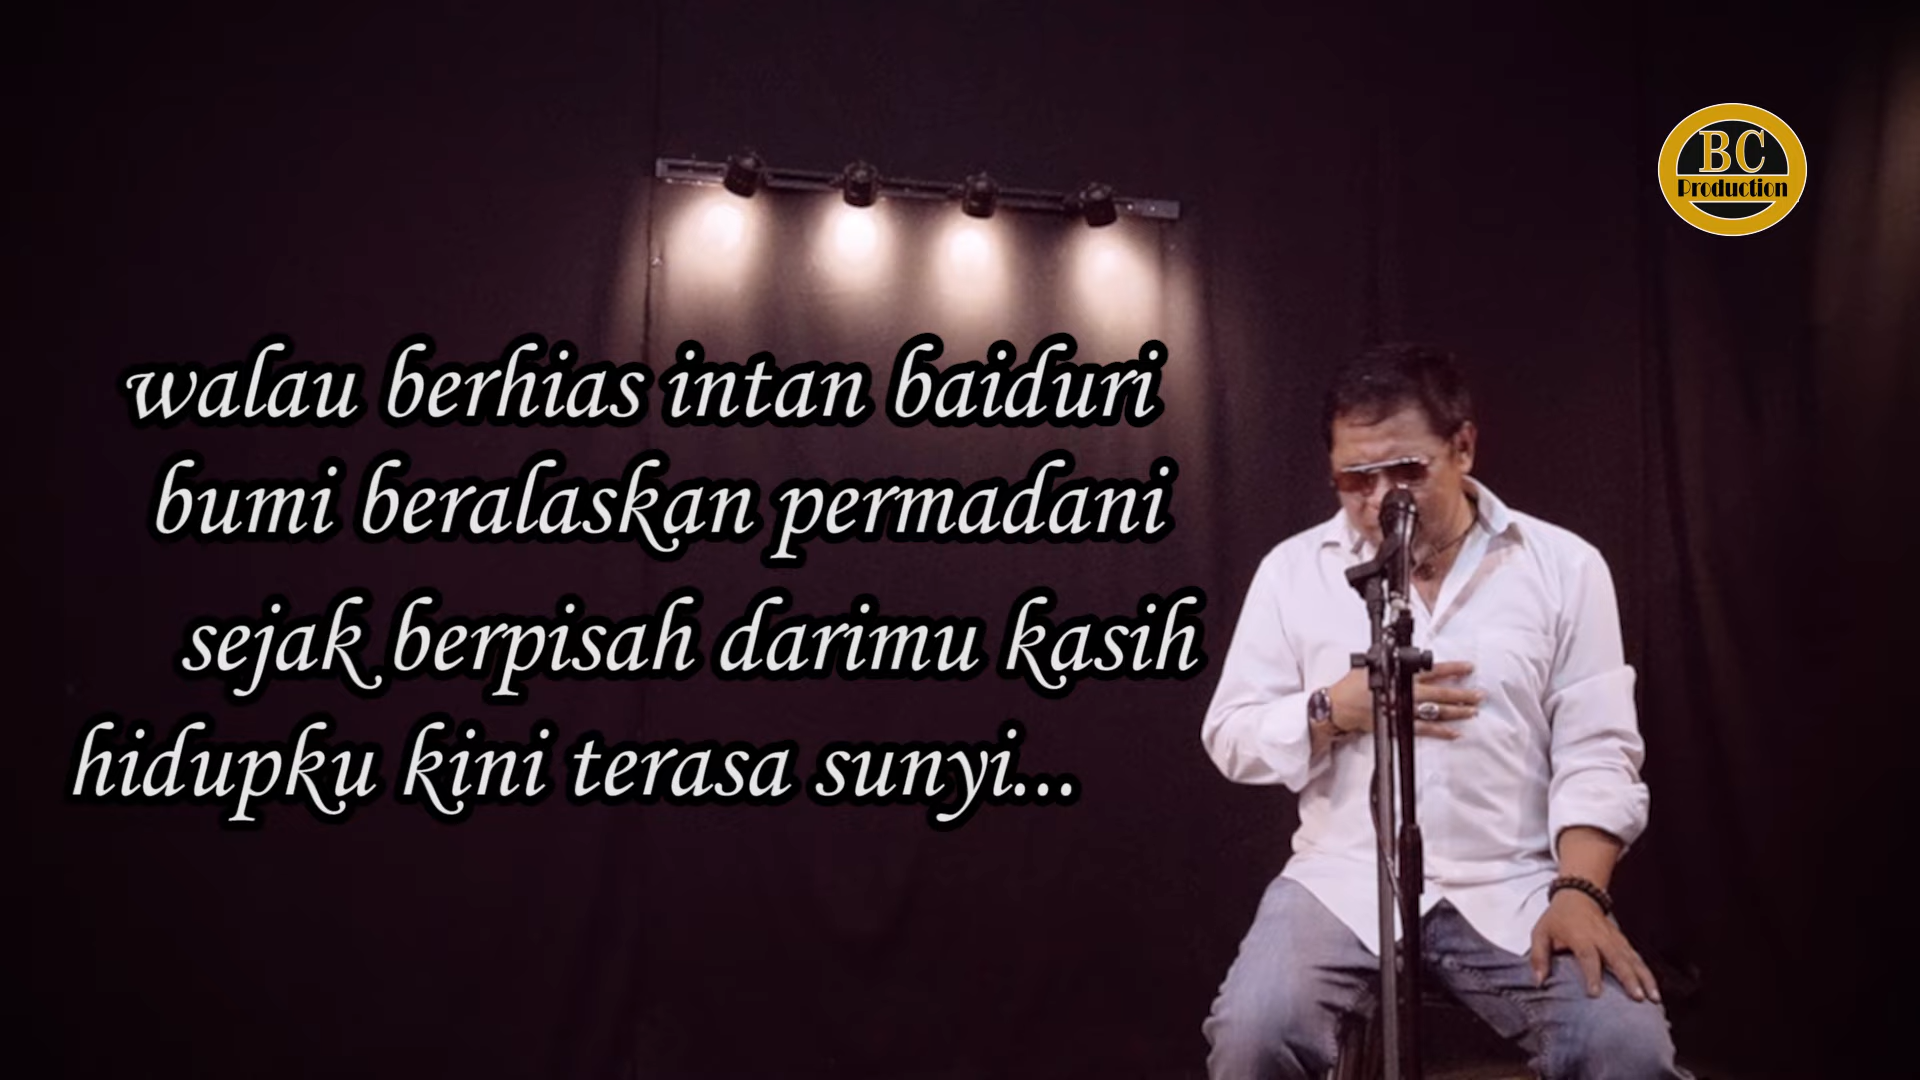 BC
Production
walau berhias intan baiduri
bumi beralaskan permadani
sejak berpisah darimu kasih
hidupku kini terasa sunyi...